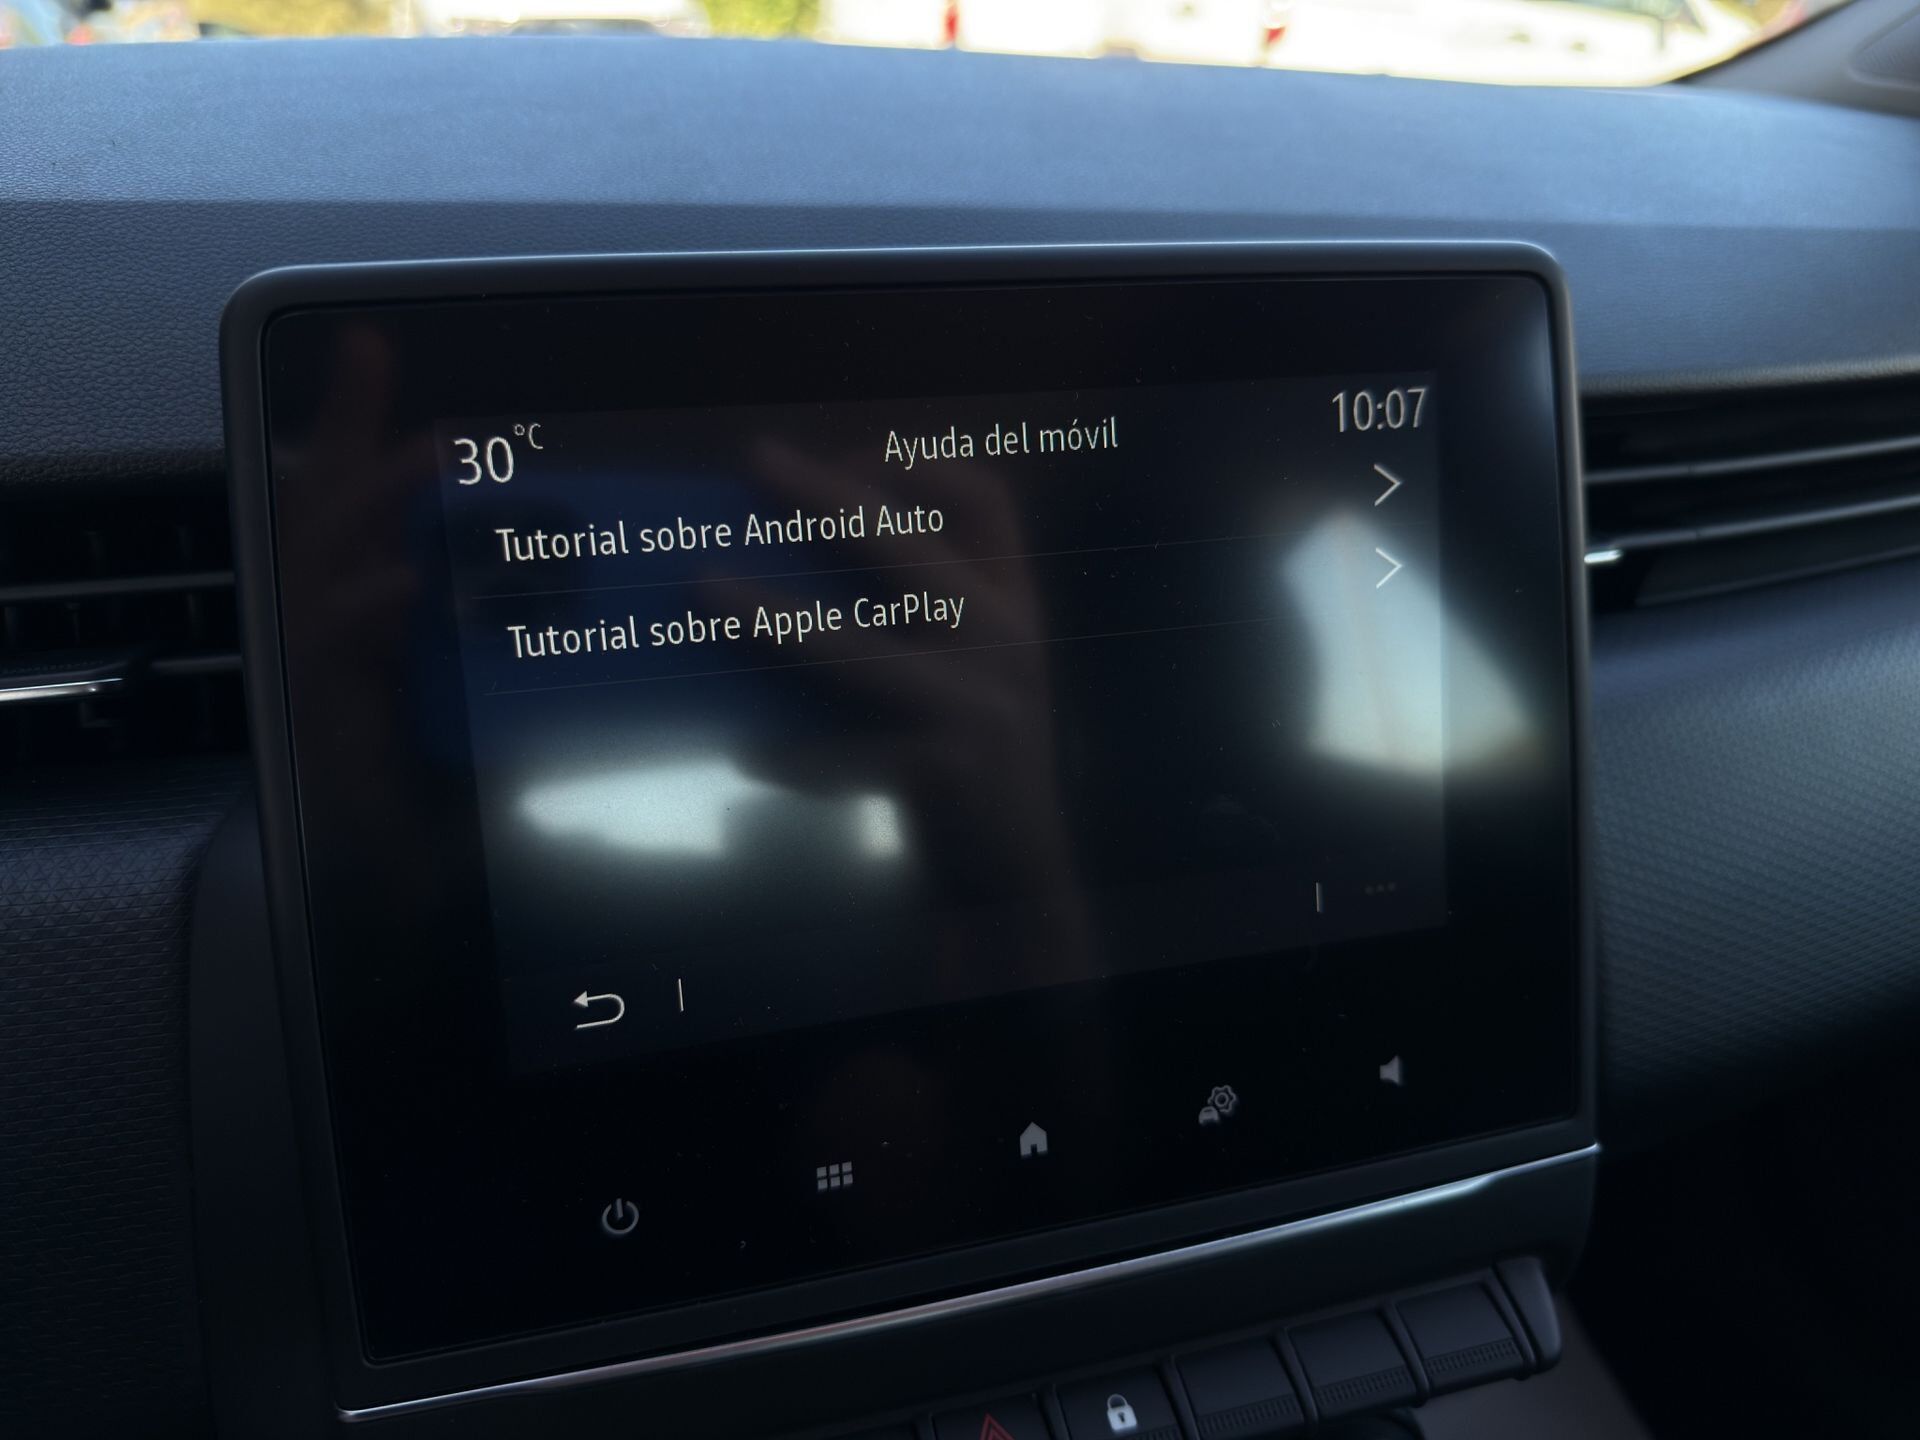 30°C
Ayuda del móvil
10:07
Tutorial sobre Android Auto
Tutorial sobre Apple CarPlay